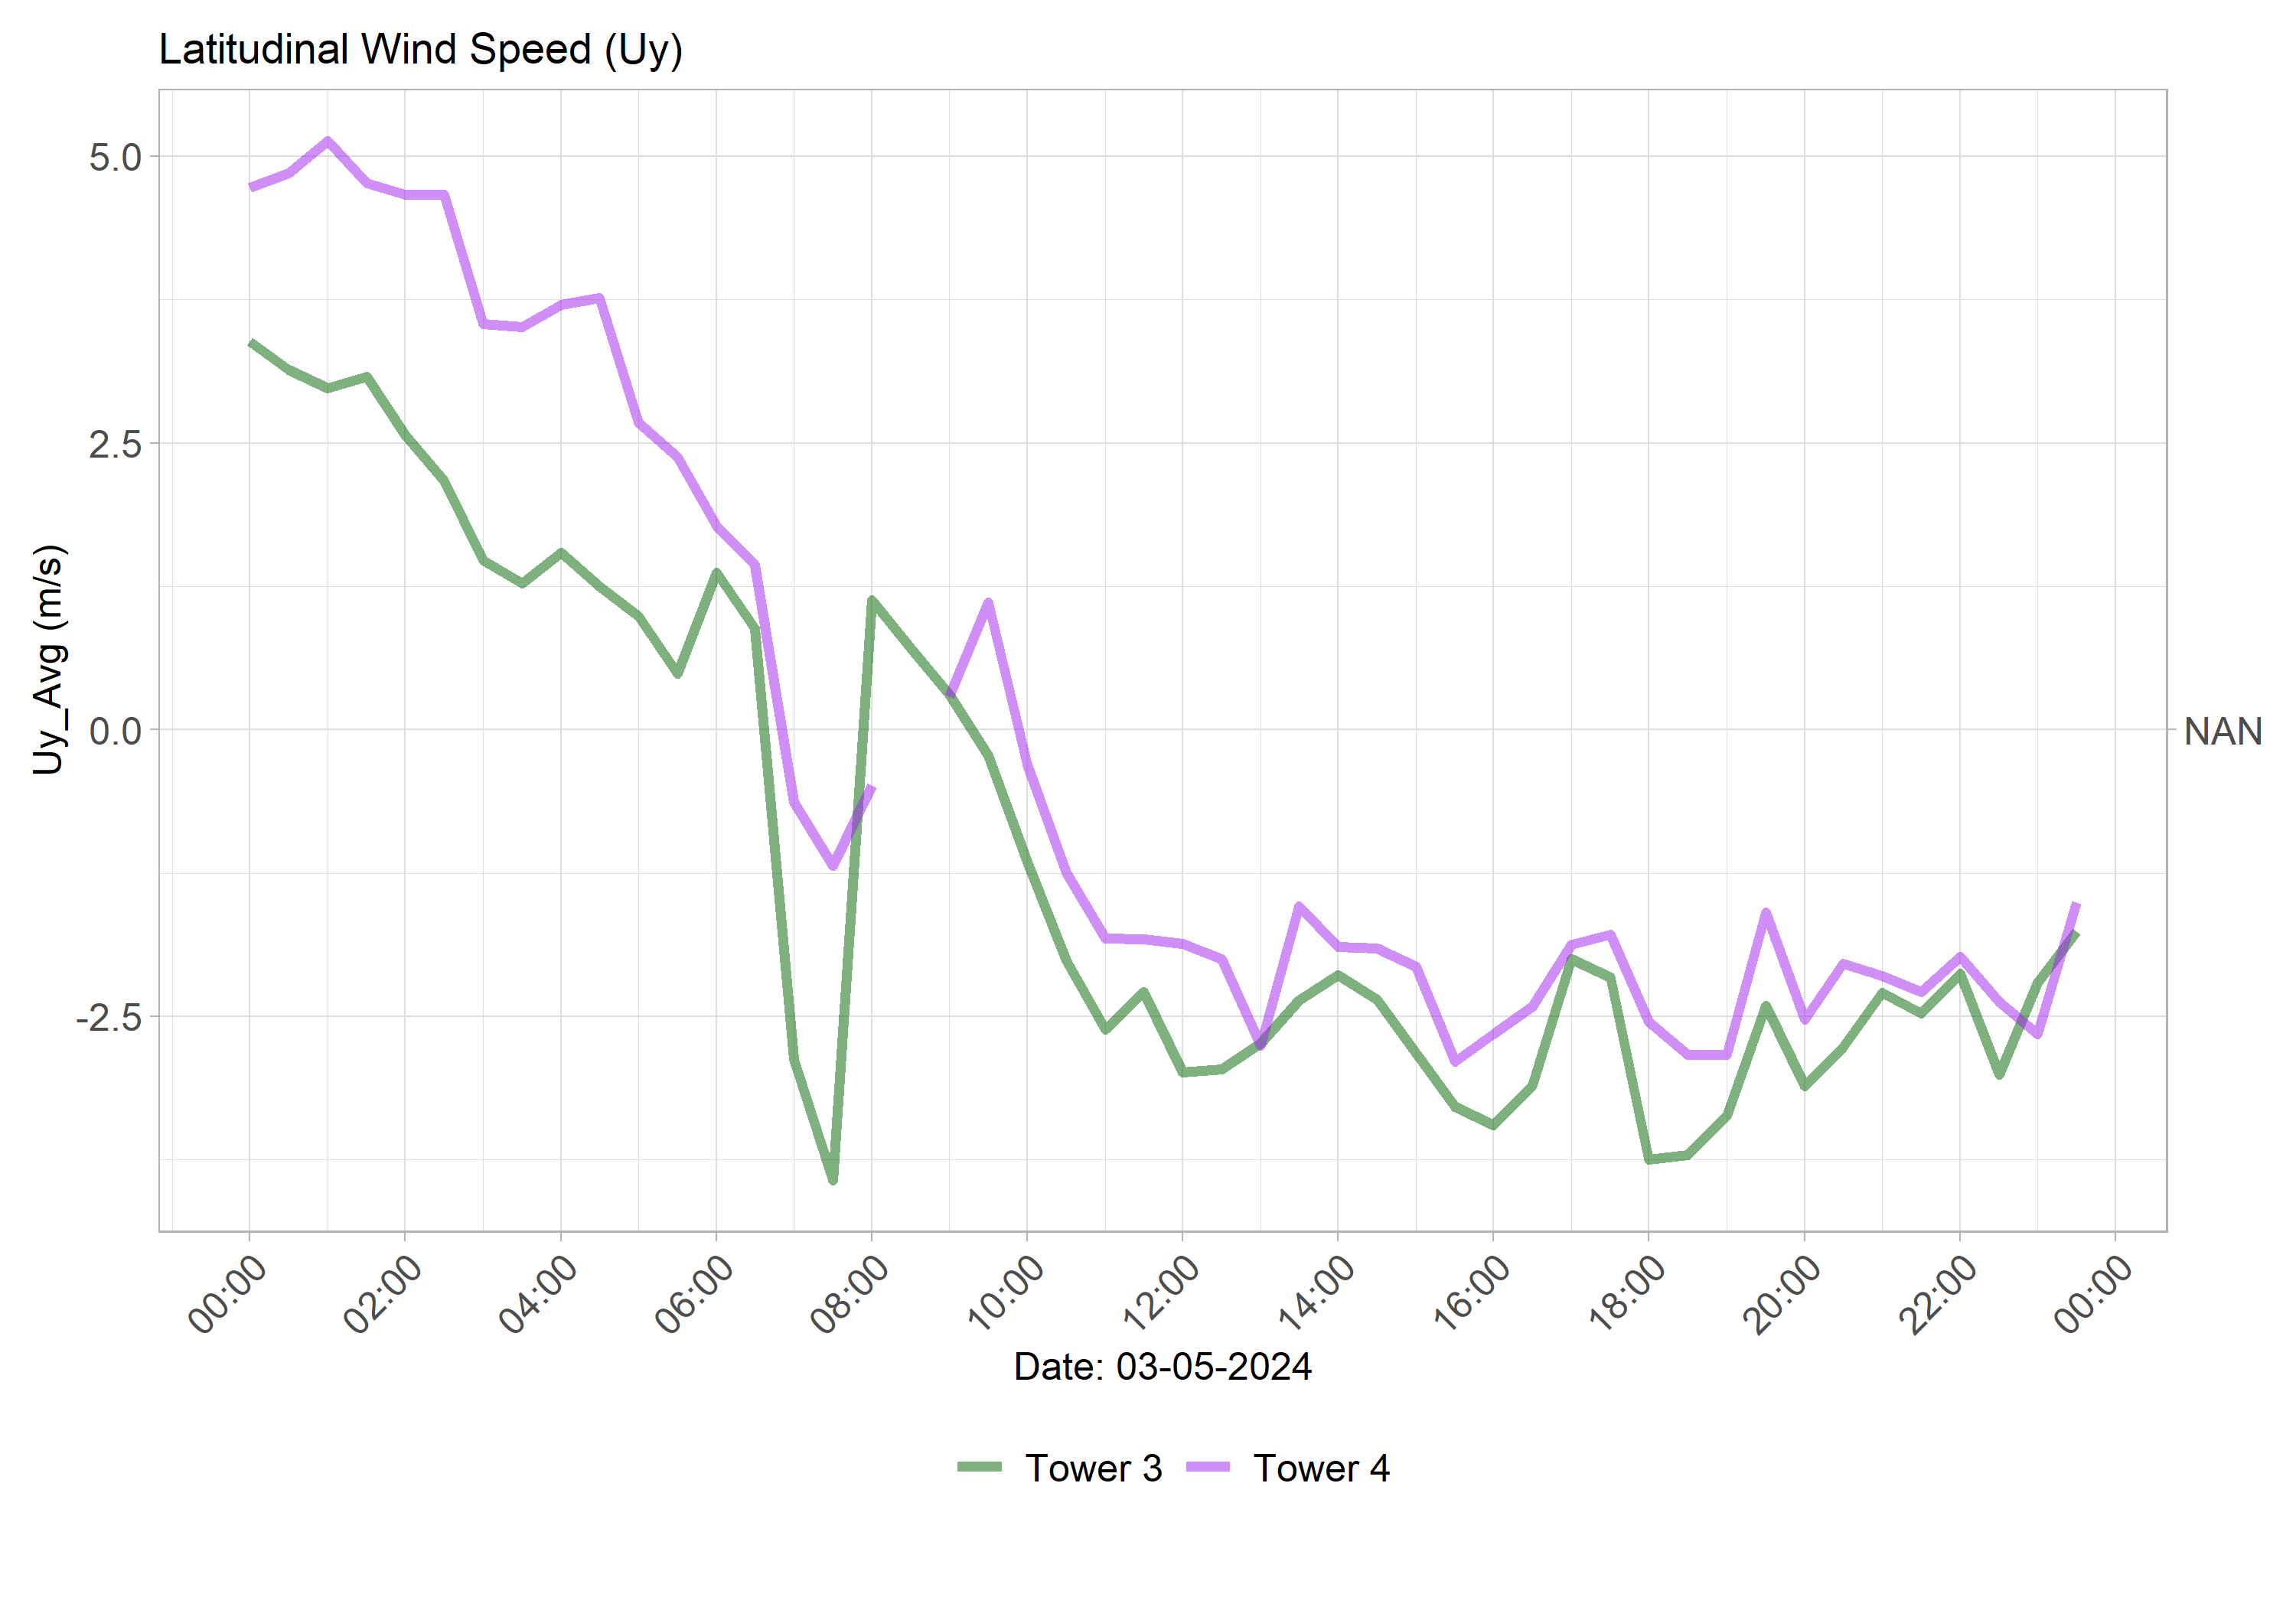 Latitudinal Wind Speed (Uy)
Uy_Avg (m/s)
5.0
2.5
0.0
-2.5
NAN
00:00 02:00 04:00 06:00 08:00 10:00 12:00 14:00 16:00 18:00 20:00 22:00 00:00
Date: 03-05-2024
Tower 3 Tower 4